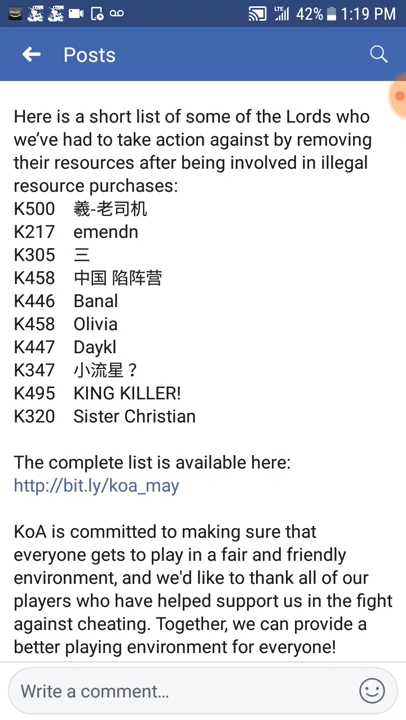 42% 1:19 PM
Posts
Here is a short list of some of the Lords who
we've had to take action against by removing
their resources after being involved in illegal
resource purchases:
K500 羲-老司机
K217 emendn
K305 三
K458 中国 陷阵营
K446 Banal
K458 Olivia
K447 Daykl
K347 小流星？
K495 KING KILLER!
K320 Sister Christian
The complete list is available here:
http://bit.ly/koa_may
KoA is committed to making sure that
everyone gets to play in a fair and friendly
environment, and we'd like to thank all of our
players who have helped support us in the fight
against cheating. Together, we can provide a
better playing environment for everyone!
Write a comment...